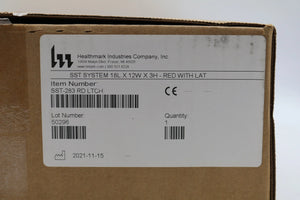 Healthmark Industries Company, Inc.
SST SYSTEM 18L X 12W X 3H - RED WITH LAT
Item Number
SST-283 RD LTCH
CE
Lot Number
50296
Quantity
1
2021-11-15